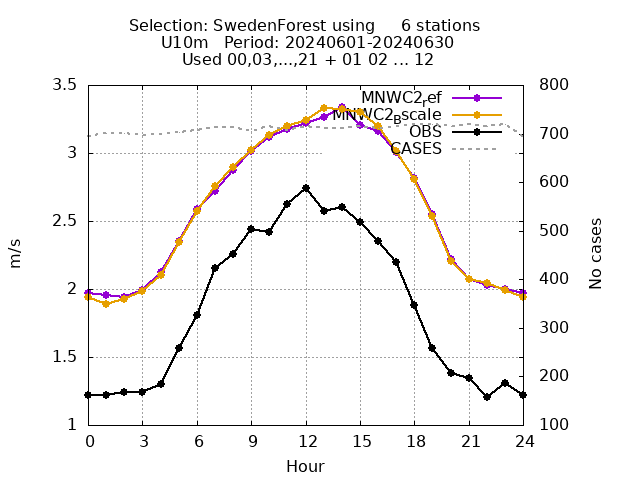 Selection: SwedenForest using 6 stations
U10m Period: 20240601-20240630
Used 00,03,...,21 + 01 02 ... 12
3.5
3
2.5
2
1.5
1
m/s
800
700
600
500
400
300
200
100
No cases
MNWC2ref
MNWC2Bscale
OBS
CASES
0 3 6 9 12 15 18 21 24
Hour